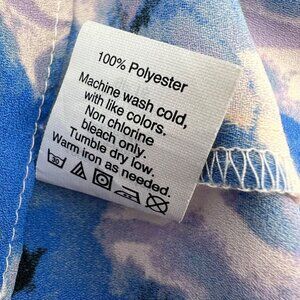 100% Polyester
Machine wash cold,
with like colors.
Non chlorine
bleach only.
Tumble dry low.
Warm iron as needed.